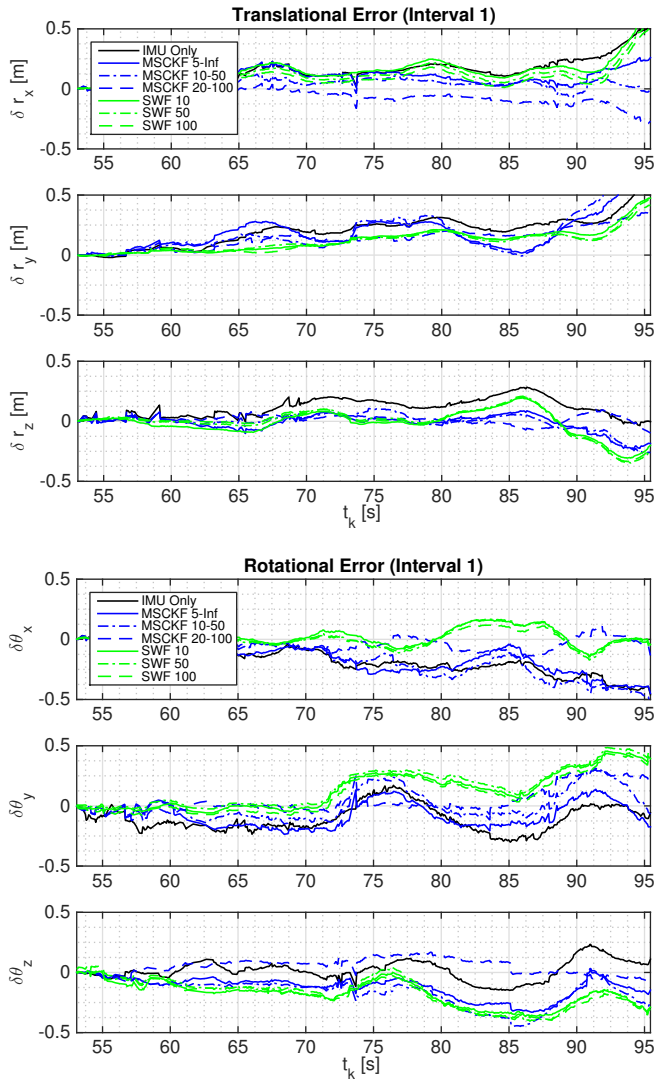 Translational Error (Interval 1)
0.5
0
-0.5
δ r_x [m]
IMU Only
MSCKF 5-Inf
MSCKF 10-50
MSCKF 20-100
SWF 10
SWF 50
SWF 100
55 60 65 70 75 80 85 90 95
0.5
0
-0.5
δ r_y [m]
55 60 65 70 75 80 85 90 95
0.5
0
-0.5
δ r_z [m]
55 60 65 70 75 80 85 90 95
t_k [s]
Rotational Error (Interval 1)
0.5
0
-0.5
δθ_x
IMU Only
MSCKF 5-Inf
MSCKF 10-50
MSCKF 20-100
SWF 10
SWF 50
SWF 100
55 60 65 70 75 80 85 90 95
0.5
0
-0.5
δθ_y
55 60 65 70 75 80 85 90 95
0.5
0
-0.5
δθ_z
55 60 65 70 75 80 85 90 95
t_k [s]